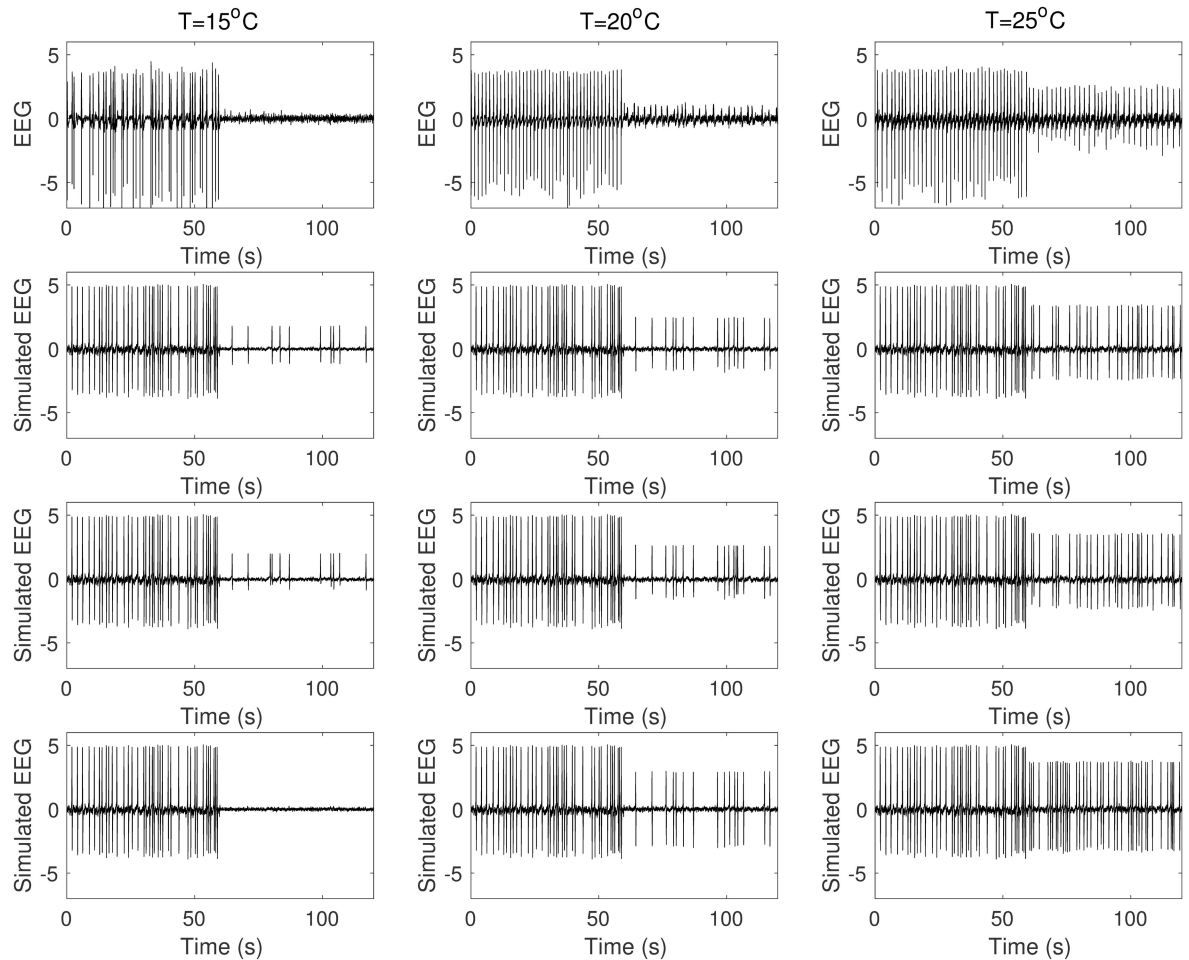 T=15°C T=20°C T=25°C
5 5 5
EEG EEG EEG
0 0 0
-5 -5 -5
0 50 100 0 50 100 0 50 100
Time (s) Time (s) Time (s)
5 5 5
Simulated EEG Simulated EEG Simulated EEG
0 0 0
-5 -5 -5
0 50 100 0 50 100 0 50 100
Time (s) Time (s) Time (s)
5 5 5
Simulated EEG Simulated EEG Simulated EEG
0 0 0
-5 -5 -5
0 50 100 0 50 100 0 50 100
Time (s) Time (s) Time (s)
5 5 5
Simulated EEG Simulated EEG Simulated EEG
0 0 0
-5 -5 -5
0 50 100 0 50 100 0 50 100
Time (s) Time (s) Time (s)